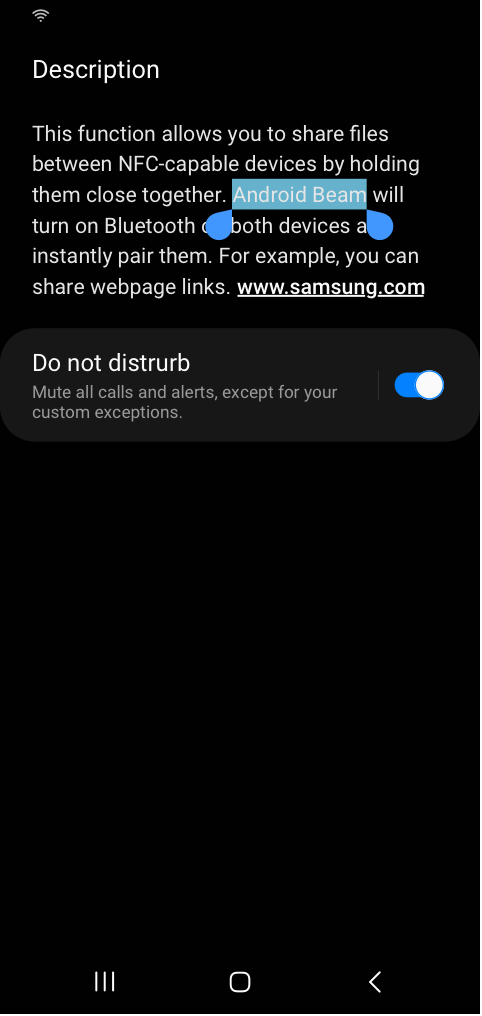 Description
This function allows you to share files
between NFC-capable devices by holding
them close together. Android Beam will
turn on Bluetooth both devices
instantly pair them. For example, you can
share webpage links. www.samsung.com
Do not distrurb
Mute all calls and alerts, except for your
custom exceptions.